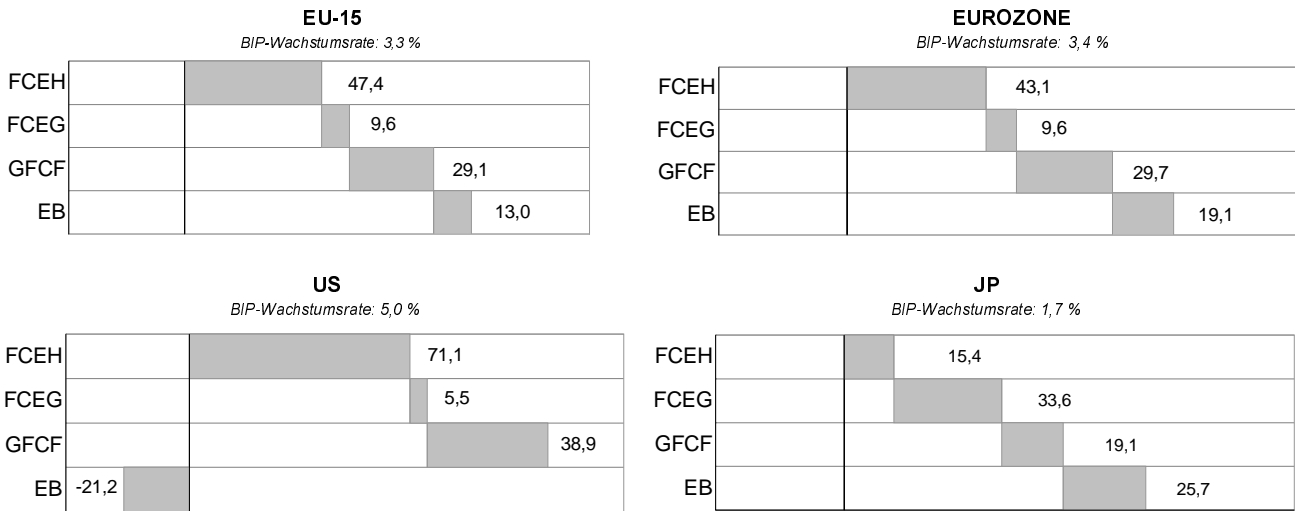 EU-15
BIP-Wachstumsrate: 3,3 %
FCEH 47,4
FCEG 9,6
GFCF 29,1
EB 13,0
EUROZONE
BIP-Wachstumsrate: 3,4 %
FCEH 43,1
FCEG 9,6
GFCF 29,7
EB 19,1
US
BIP-Wachstumsrate: 5,0 %
FCEH 71,1
FCEG 5,5
GFCF 38,9
EB -21,2
JP
BIP-Wachstumsrate: 1,7 %
FCEH 15,4
FCEG 33,6
GFCF 19,1
EB 25,7